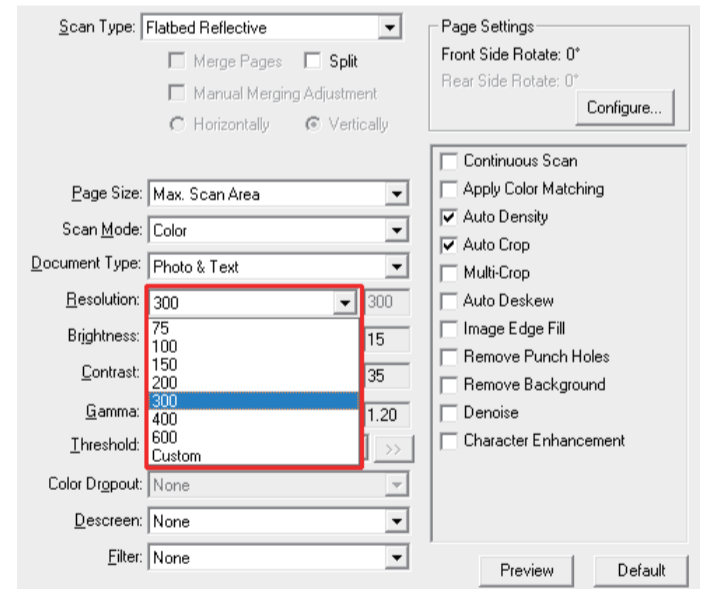 Scan Type: Flatbed Reflective
Merge Pages Split
Manual Merging Adjustment
Horizontally Vertically
Page Size: Max. Scan Area
Scan Mode: Color
Document Type: Photo & Text
Resolution: 300 300
75
Brightness: 15
100
150
Contrast: 35
200
300
Gamma: 1.20
400
600
Threshold: >>
Custom
Color Dropout: None
Descreen: None
Filter: None
Page Settings
Front Side Rotate: 0°
Rear Side Rotate: 0°
Configure...
Continuous Scan
Apply Color Matching
Auto Density
Auto Crop
Multi-Crop
Auto Deskew
Image Edge Fill
Remove Punch Holes
Remove Background
Denoise
Character Enhancement
Preview Default